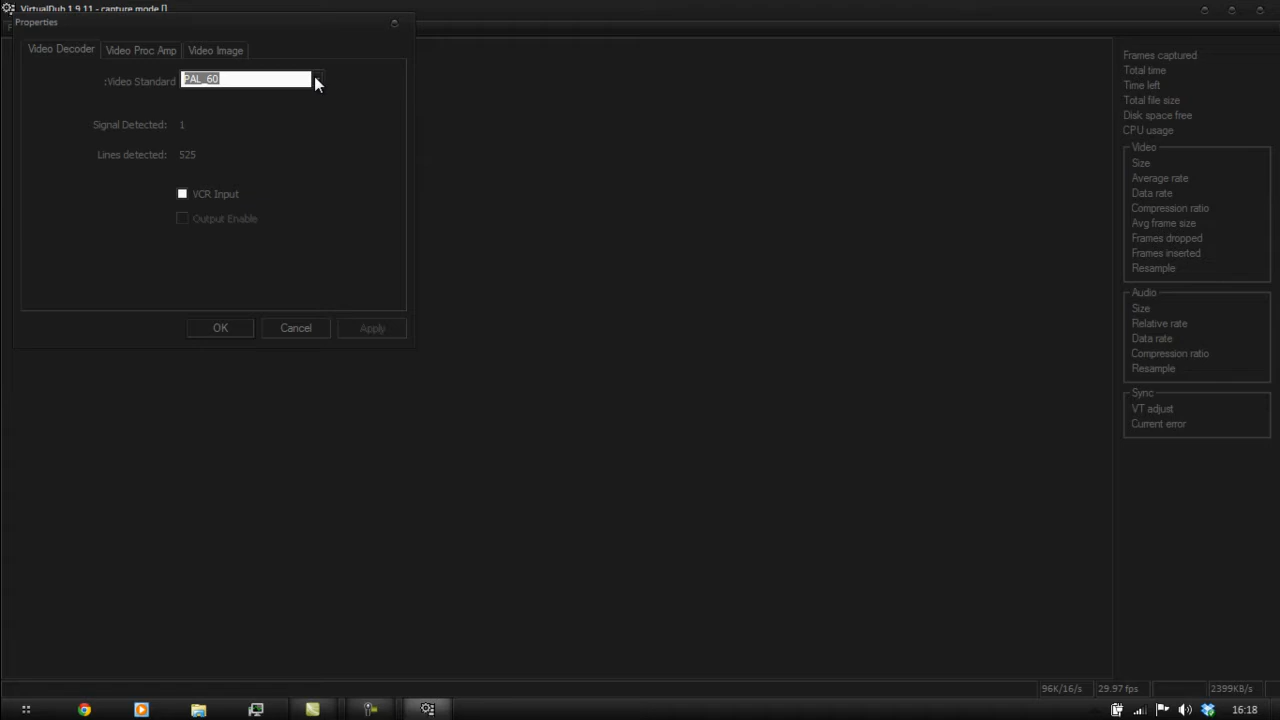 VirtualDub 1.9.11 - capture mode []
Properties
Video Decoder
Video Proc Amp
Video Image
:Video Standard
PAL_60
Signal Detected:
1
Lines detected:
525
VCR Input
Output Enable
OK
Cancel
Apply
Frames captured
Total time
Time left
Total file size
Disk space free
CPU usage
Video
Size
Average rate
Data rate
Compression ratio
Avg frame size
Frames dropped
Frames inserted
Resample
Audio
Size
Relative rate
Data rate
Compression ratio
Resample
Sync
VT adjust
Current error
96K/16/s
29.97 fps
2399KB/s
16:18